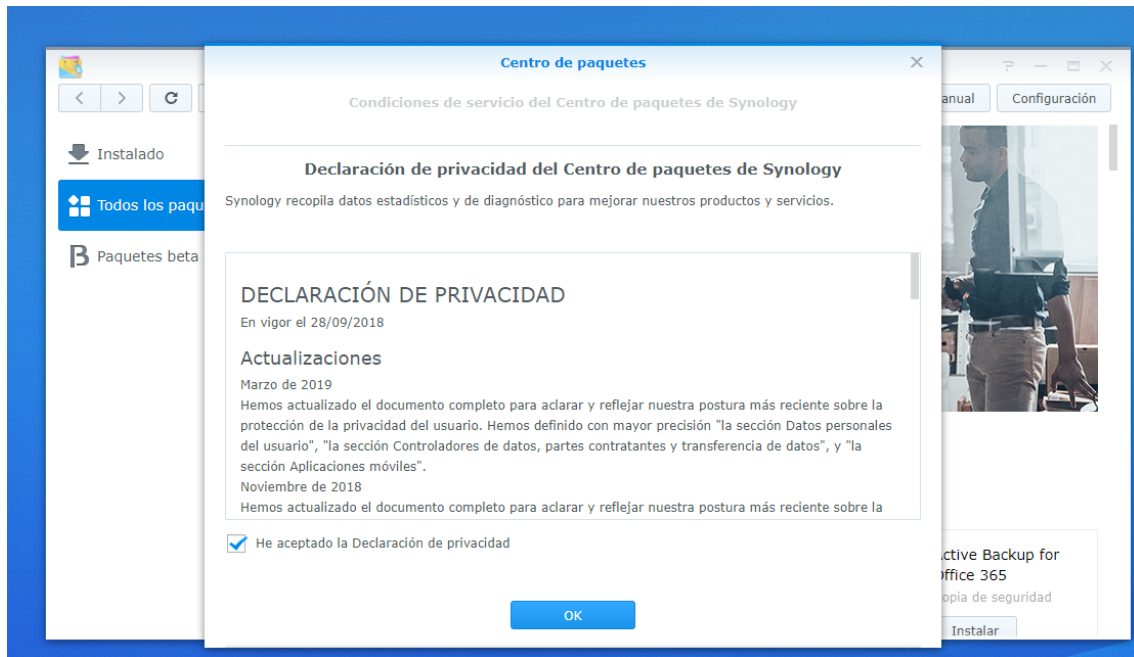 Centro de paquetes
Condiciones de servicio del Centro de paquetes de Synology
Configuración
Instalado
Todos los
Paquetes beta
Declaración de privacidad del Centro de paquetes de Synology
Synology recopila datos estadísticos y de diagnóstico para mejorar nuestros productos y servicios.
DECLARACIÓN DE PRIVACIDAD
En vigor el 28/09/2018
Actualizaciones
Marzo de 2019
Hemos actualizado el documento completo para aclarar y reflejar nuestra postura más reciente sobre la
protección de la privacidad del usuario. Hemos definido con mayor precisión "la sección Datos personales
del usuario", "la sección Controladores de datos, partes contratantes y transferencia de datos", y "la
sección Aplicaciones móviles".
Noviembre de 2018
Hemos actualizado el documento completo para aclarar y reflejar nuestra postura más reciente sobre la
He aceptado la Declaración de privacidad
OK
Backup for
365
de seguridad
Instalar